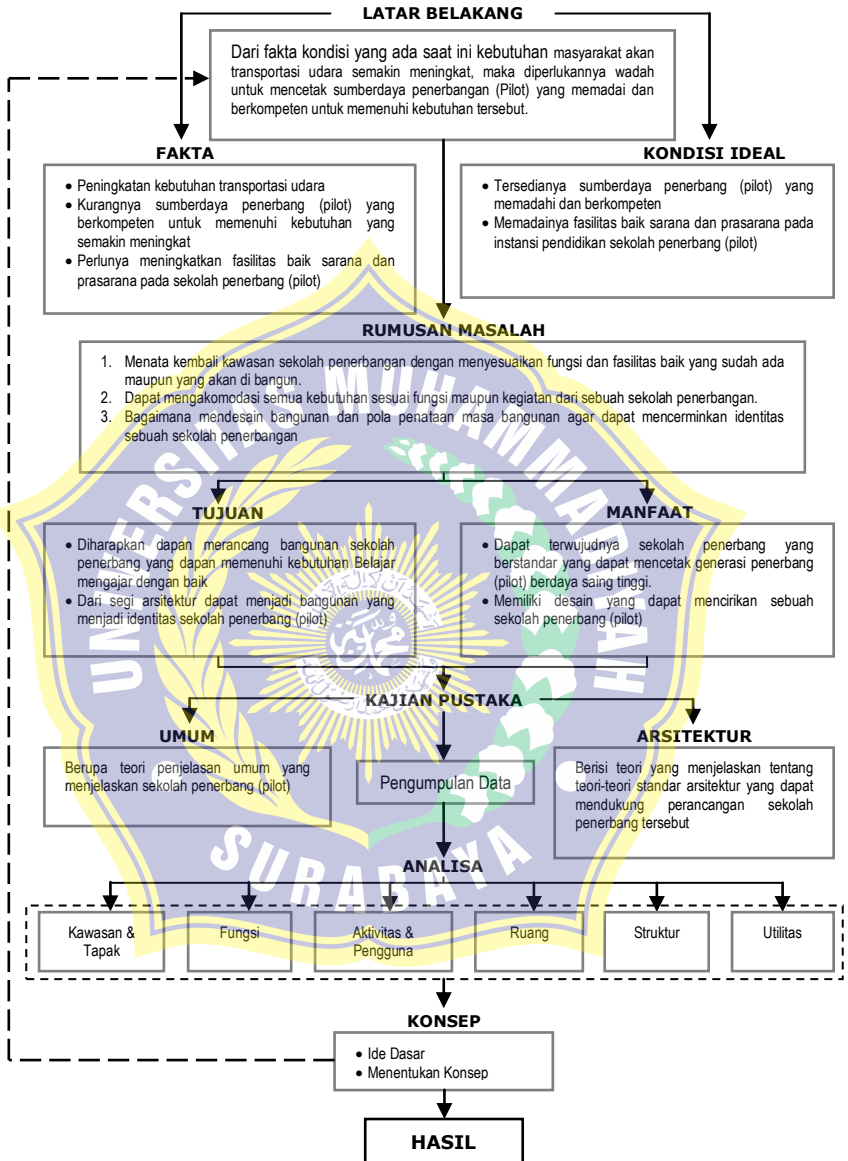 LATAR BELAKANG
Dari fakta kondisi yang ada saat ini kebutuhan masyarakat akan
transportasi udara semakin meningkat, maka diperlukannya wadah
untuk mencetak sumberdaya penerbangan (Pilot) yang memadai dan
berkompeten untuk memenuhi kebutuhan tersebut.
FAKTA
• Peningkatan kebutuhan transportasi udara
• Kurangnya sumberdaya penerbang (pilot) yang
berkompeten untuk memenuhi kebutuhan yang
semakin meningkat
• Perlunya meningkatkan fasilitas baik sarana dan
prasarana pada sekolah penerbang (pilot)
KONDISI IDEAL
• Tersedianya sumberdaya penerbang (pilot) yang
memadahi dan berkompeten
• Memadainya fasilitas baik sarana dan prasarana pada
instansi pendidikan sekolah penerbang (pilot)
RUMUSAN MASALAH
1. Menata kembali kawasan sekolah penerbangan dengan menyesuaikan fungsi dan fasilitas baik yang sudah ada
maupun yang akan di bangun.
2. Dapat mengakomodasi semua kebutuhan sesuai fungsi maupun kegiatan dari sebuah sekolah penerbangan.
3. Bagaimana mendesain bangunan dan pola penataan masa bangunan agar dapat mencerminkan identitas
sebuah sekolah penerbangan
TUJUAN
• Diharapkan dapan merancang bangunan sekolah
penerbang yang dapan memenuhi kebutuhan Belajar
mengajar dengan baik
• Dari segi arsitektur dapat menjadi bangunan yang
menjadi identitas sekolah penerbang (pilot)
MANFAAT
• Dapat terwujudnya sekolah penerbang yang
berstandar yang dapat mencetak generasi penerbang
(pilot) berdaya saing tinggi.
• Memiliki desain yang dapat mencirikan sebuah
sekolah penerbang (pilot)
KAJIAN PUSTAKA
UMUM
Berupa teori penjelasan umum yang
menjelaskan sekolah penerbang (pilot)
Pengumpulan Data
ARSITEKTUR
Berisi teori yang menjelaskan tentang
teori-teori standar arsitektur yang dapat
mendukung perancangan sekolah
penerbang tersebut
ANALISA
Kawasan &
Tapak
Fungsi
Aktivitas &
Pengguna
Ruang
Struktur
Utilitas
KONSEP
• Ide Dasar
• Menentukan Konsep
HASIL
UNIVERSITAS MUHAMMADIYAH
SURABAYA